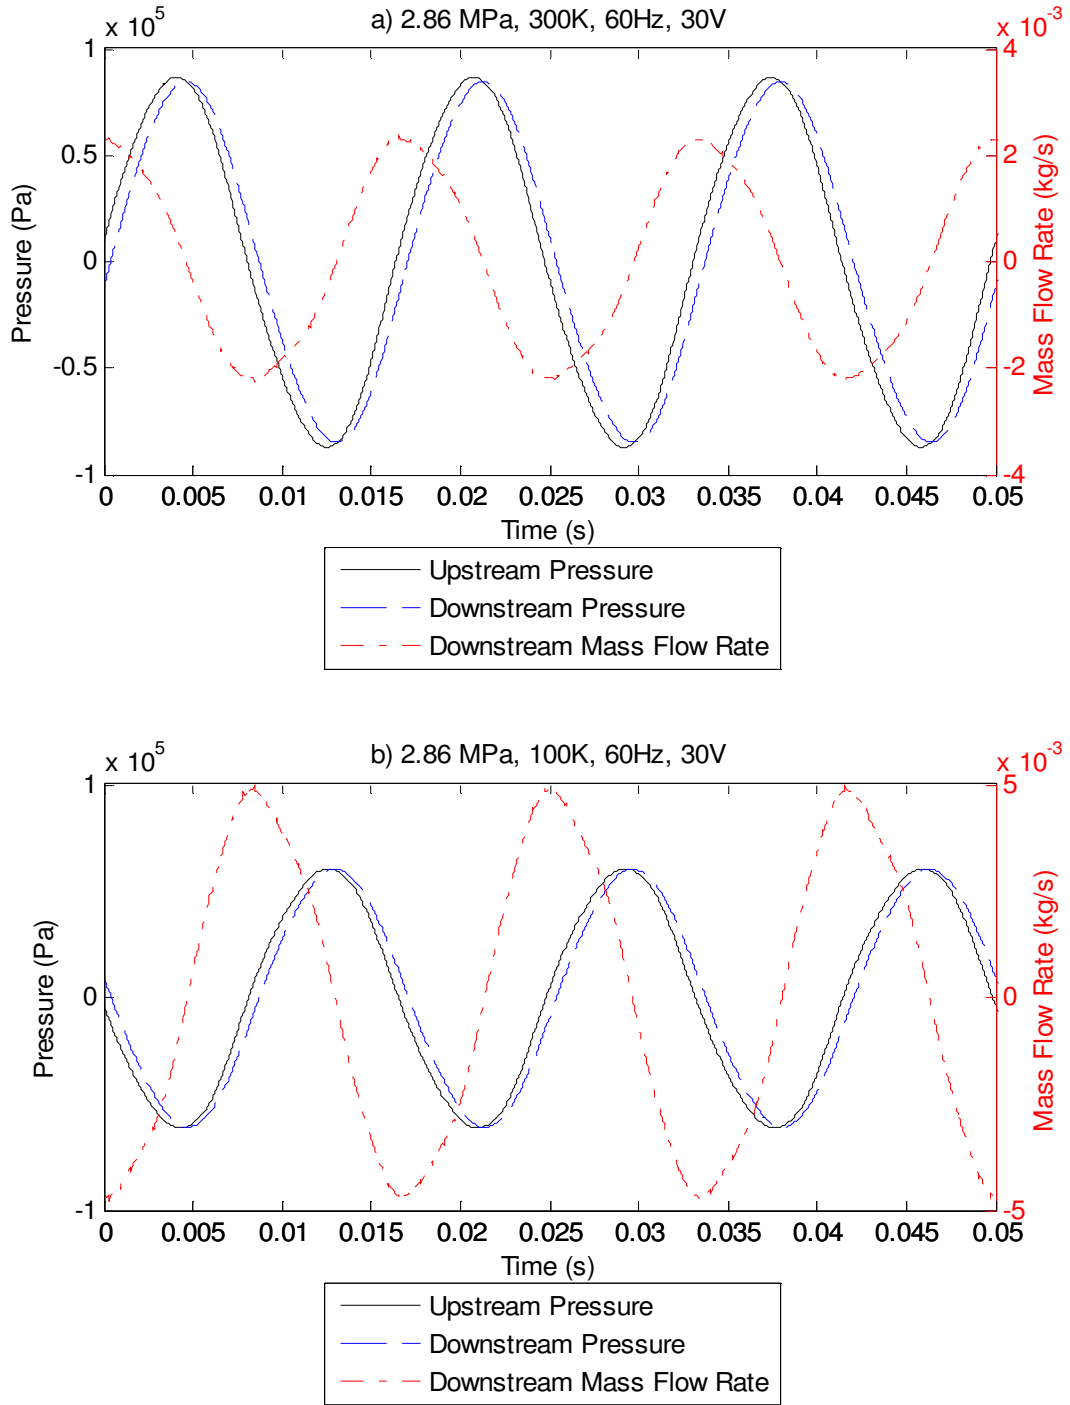 a) 2.86 MPa, 300K, 60Hz, 30V
x 10^5
x 10^-3
1
0.5
0
-0.5
-1
Pressure (Pa)
4
2
0
-2
-4
Mass Flow Rate (kg/s)
0 0.005 0.01 0.015 0.02 0.025 0.03 0.035 0.04 0.045 0.05
Time (s)
Upstream Pressure
Downstream Pressure
Downstream Mass Flow Rate
b) 2.86 MPa, 100K, 60Hz, 30V
x 10^5
x 10^-3
1
0
-1
Pressure (Pa)
5
0
-5
Mass Flow Rate (kg/s)
0 0.005 0.01 0.015 0.02 0.025 0.03 0.035 0.04 0.045 0.05
Time (s)
Upstream Pressure
Downstream Pressure
Downstream Mass Flow Rate